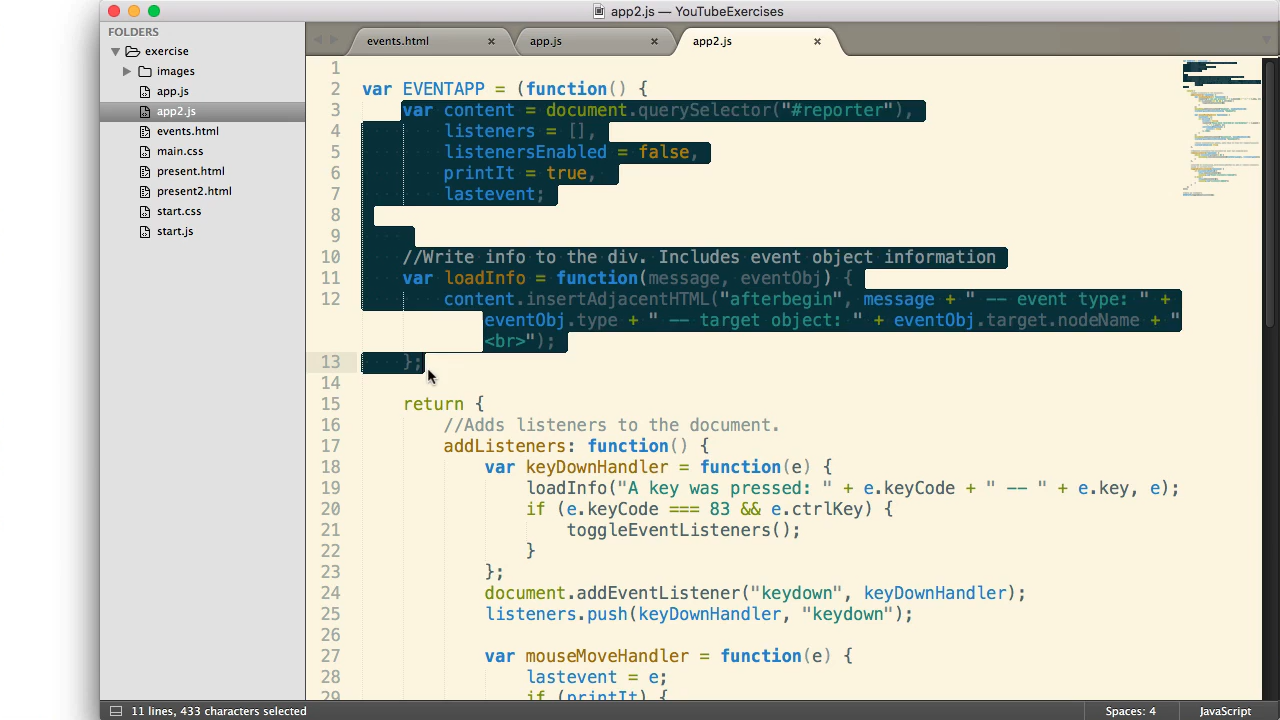 app2.js — YouTubeExercises
FOLDERS
exercise
images
app.js
app2.js
events.html
main.css
present.html
present2.html
start.css
start.js
events.html × app.js × app2.js ×
1
2 var EVENTAPP = (function() {
3 var content = document.querySelector("#reporter"),
4 listeners = [],
5 listenersEnabled = false,
6 printIt = true,
7 lastevent;
8
9
10 //Write info to the div. Includes event object information
11 var loadInfo = function(message, eventObj) {
12 content.insertAdjacentHTML("afterbegin", message + " -- event type: " +
eventObj.type + " -- target object: " + eventObj.target.nodeName + "
<br>");
13 };
14
15 return {
16 //Adds listeners to the document.
17 addListeners: function() {
18 var keyDownHandler = function(e) {
19 loadInfo("A key was pressed: " + e.keyCode + " -- " + e.key, e);
20 if (e.keyCode === 83 && e.ctrlKey) {
21 toggleEventListeners();
22 }
23 };
24 document.addEventListener("keydown", keyDownHandler);
25 listeners.push(keyDownHandler, "keydown");
26
27 var mouseMoveHandler = function(e) {
28 lastevent = e;
29 if (printIt) {
11 lines, 433 characters selected
Spaces: 4
JavaScript